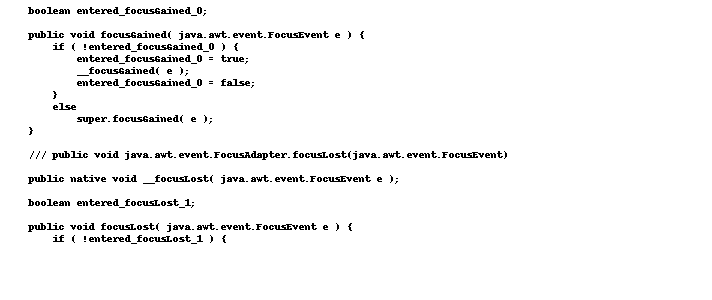 boolean entered_focusGained_0;
public void focusGained( java.awt.event.FocusEvent e ) {
if ( !entered_focusGained_0 ) {
entered_focusGained_0 = true;
__focusGained( e );
entered_focusGained_0 = false;
}
else
super.focusGained( e );
}
/// public void java.awt.event.FocusAdapter.focusLost(java.awt.event.FocusEvent)
public native void __focusLost( java.awt.event.FocusEvent e );
boolean entered_focusLost_1;
public void focusLost( java.awt.event.FocusEvent e ) {
if ( !entered_focusLost_1 ) {